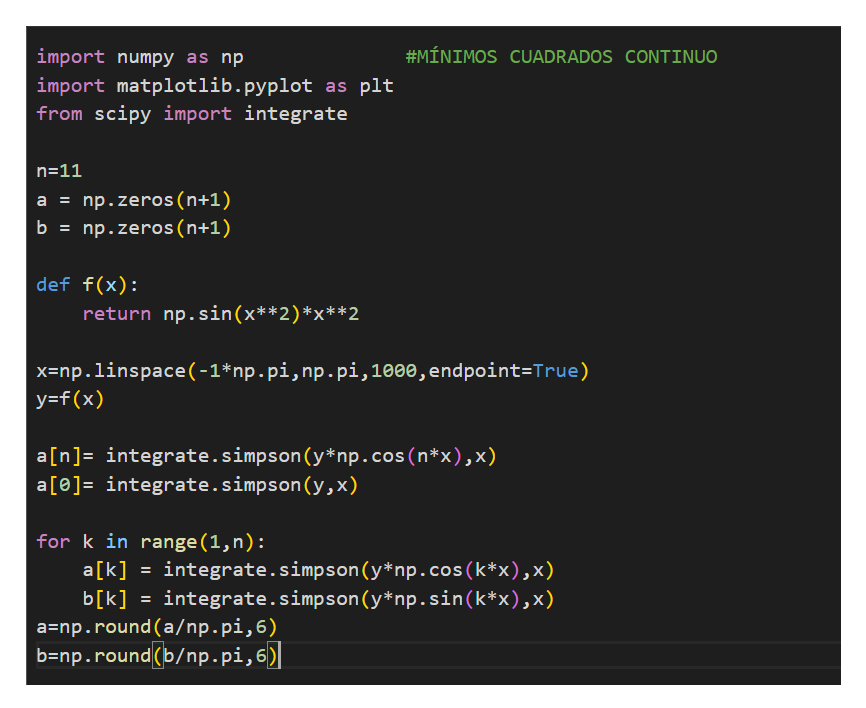 import numpy as np              #MÍNIMOS CUADRADOS CONTINUO
import matplotlib.pyplot as plt
from scipy import integrate

n=11
a = np.zeros(n+1)
b = np.zeros(n+1)

def f(x):
    return np.sin(x**2)*x**2

x=np.linspace(-1*np.pi,np.pi,1000,endpoint=True)
y=f(x)

a[n]= integrate.simpson(y*np.cos(n*x),x)
a[0]= integrate.simpson(y,x)

for k in range(1,n):
    a[k] = integrate.simpson(y*np.cos(k*x),x)
    b[k] = integrate.simpson(y*np.sin(k*x),x)
a=np.round(a/np.pi,6)
b=np.round(b/np.pi,6)